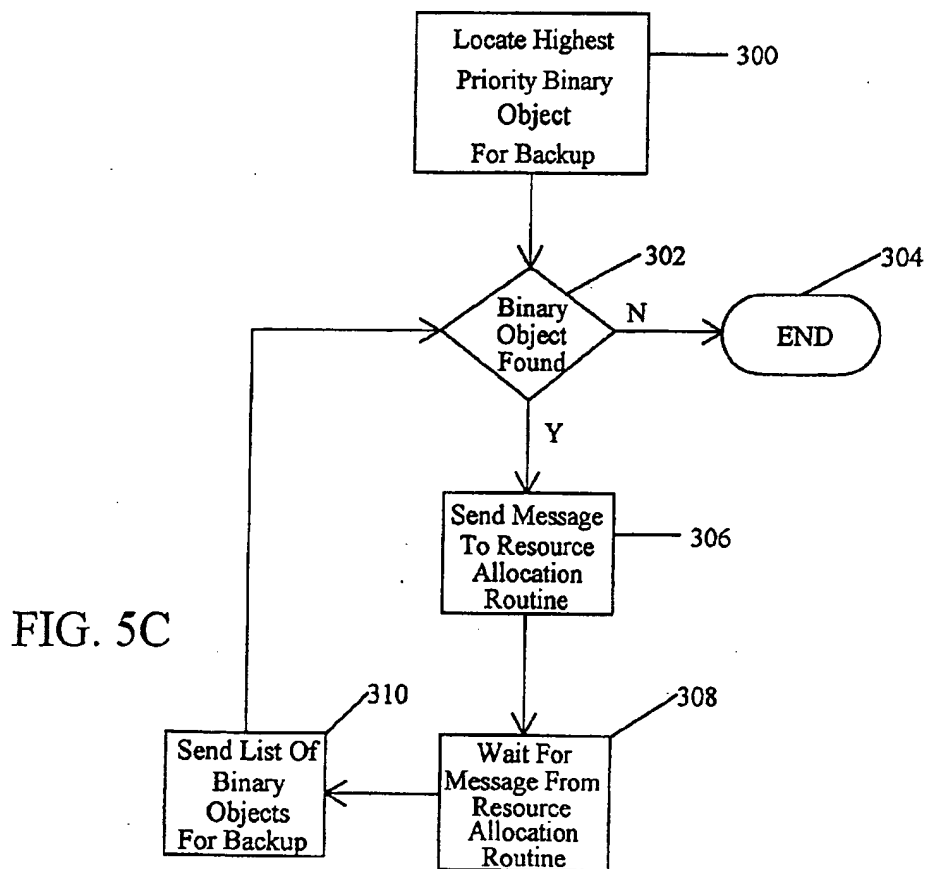 Locate Highest
Priority Binary
Object
For Backup
300
302
304
Binary
Object
Found
N
END
Y
Send Message
To Resource
Allocation
Routine
306
FIG. 5C
310
308
Send List Of
Binary
Objects
For Backup
Wait For
Message From
Resource
Allocation
Routine